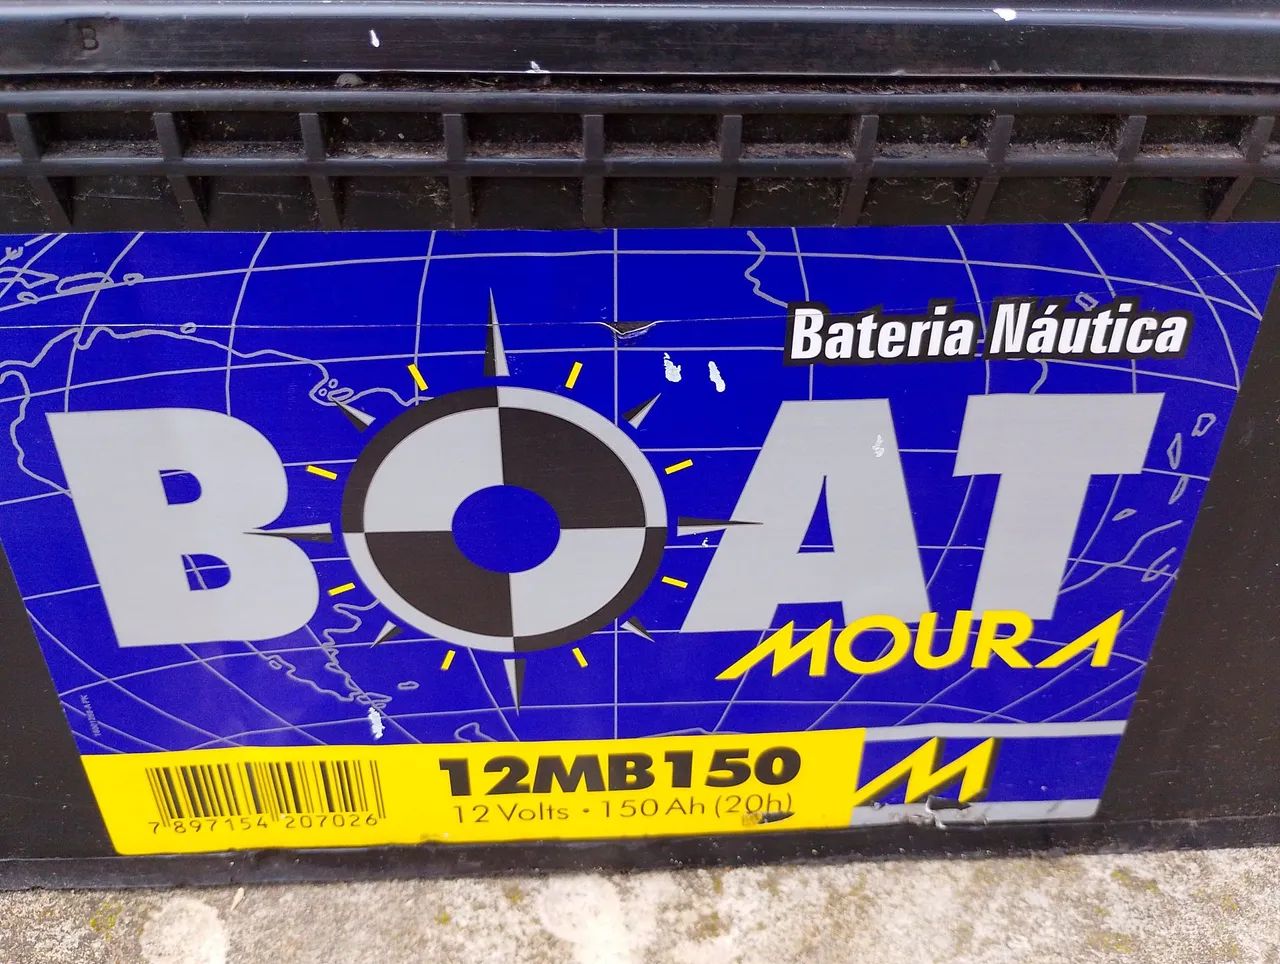 B
Bateria Náutica
BOAT
MOURA
12MB150
12 Volts • 150 Ah (20h)
7 897154 207026